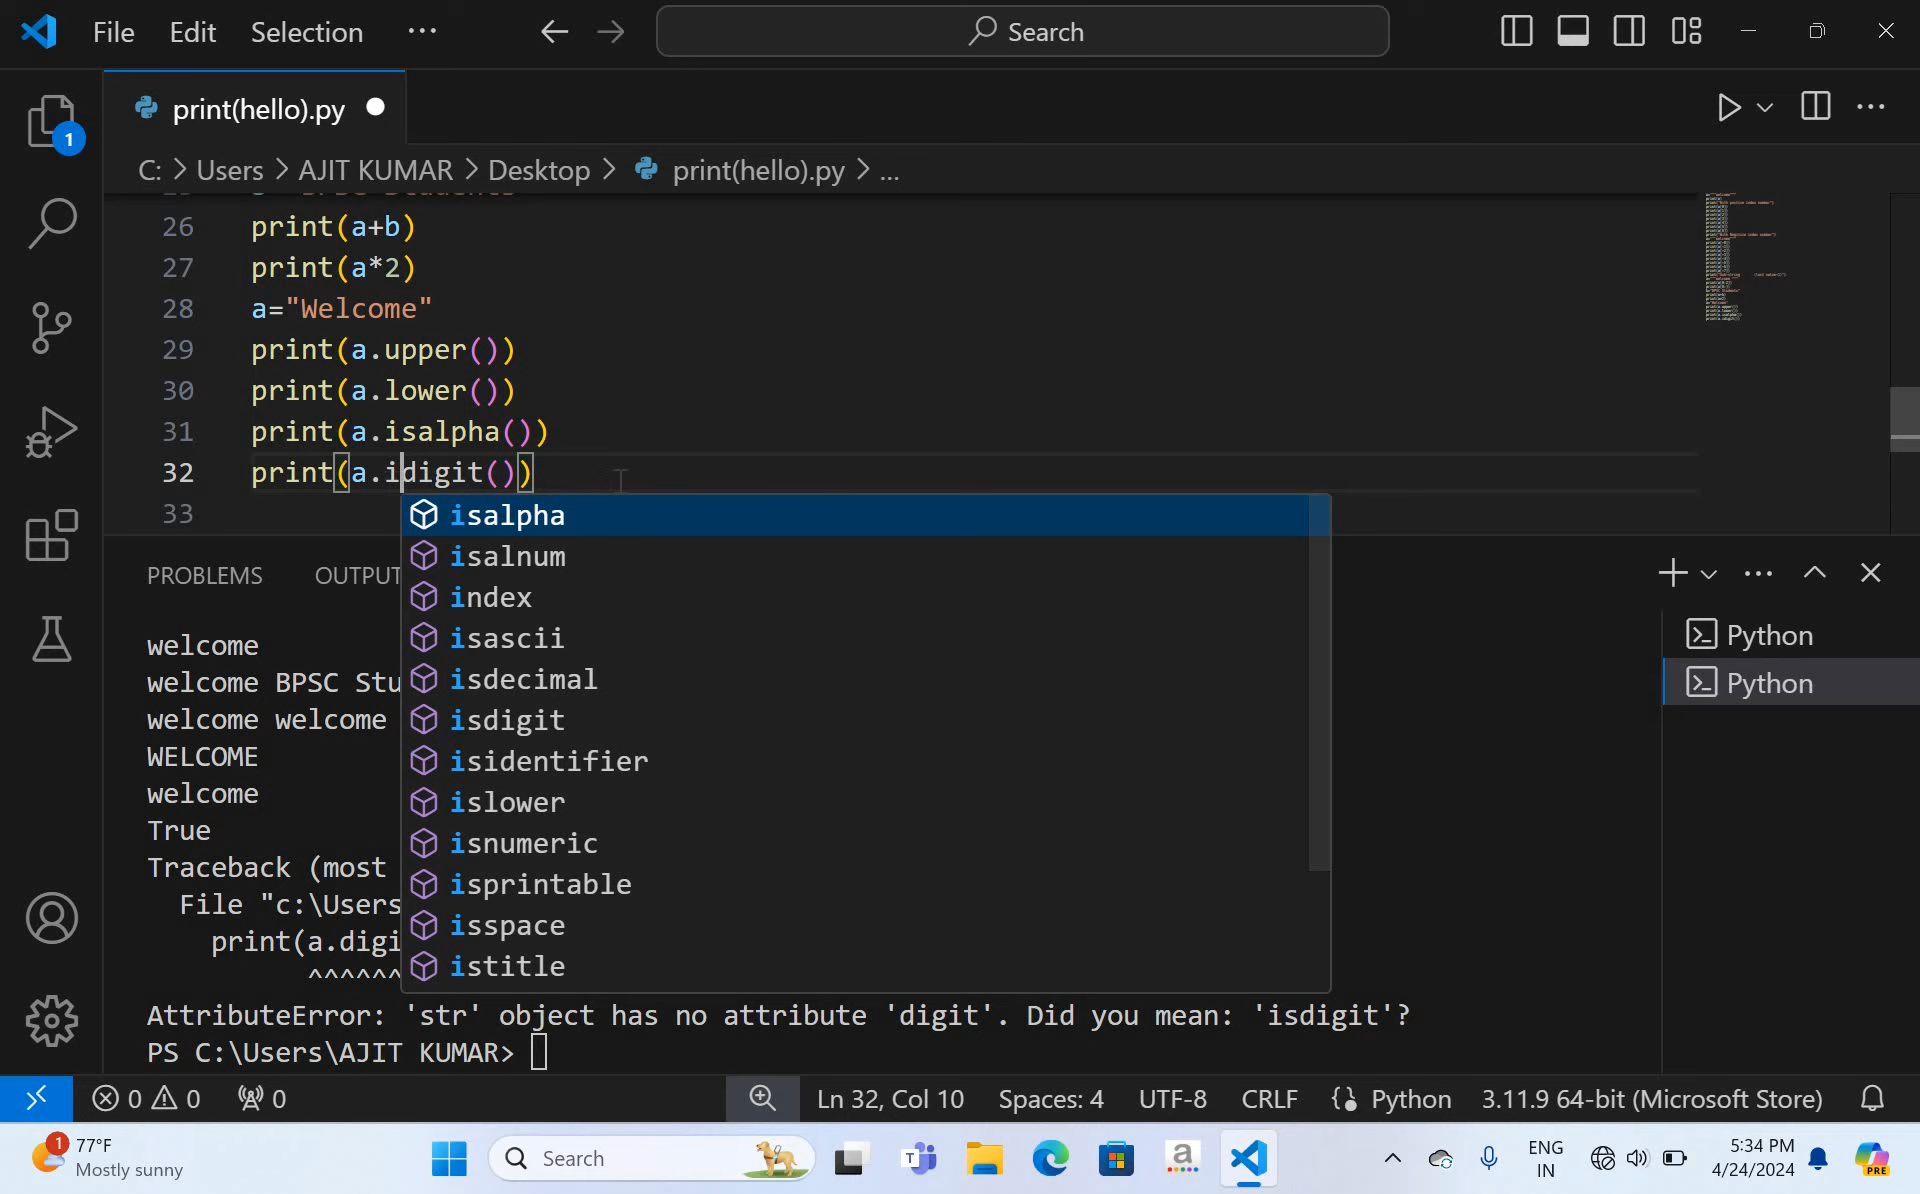 File Edit Selection ··· Search
print(hello).py
1
C: > Users > AJIT KUMAR > Desktop > print(hello).py > ...
26 print(a+b)
27 print(a*2)
28 a="Welcome"
29 print(a.upper())
30 print(a.lower())
31 print(a.isalpha())
32 print(a.idigit())
33
isalpha
isalnum
index
isascii
isdecimal
isdigit
isidentifier
islower
isnumeric
isprintable
isspace
istitle
PROBLEMS OUTPUT
welcome
welcome BPSC Stu
welcome welcome
WELCOME
welcome
True
Traceback (most
File "c:\Users
print(a.digi
^^^^^^
AttributeError: 'str' object has no attribute 'digit'. Did you mean: 'isdigit'?
PS C:\Users\AJIT KUMAR>
Python
Python
0 0 0 Ln 32, Col 10 Spaces: 4 UTF-8 CRLF Python 3.11.9 64-bit (Microsoft Store)
1 77°F
Mostly sunny
Search
ENG
IN
5:34 PM
4/24/2024
PRE